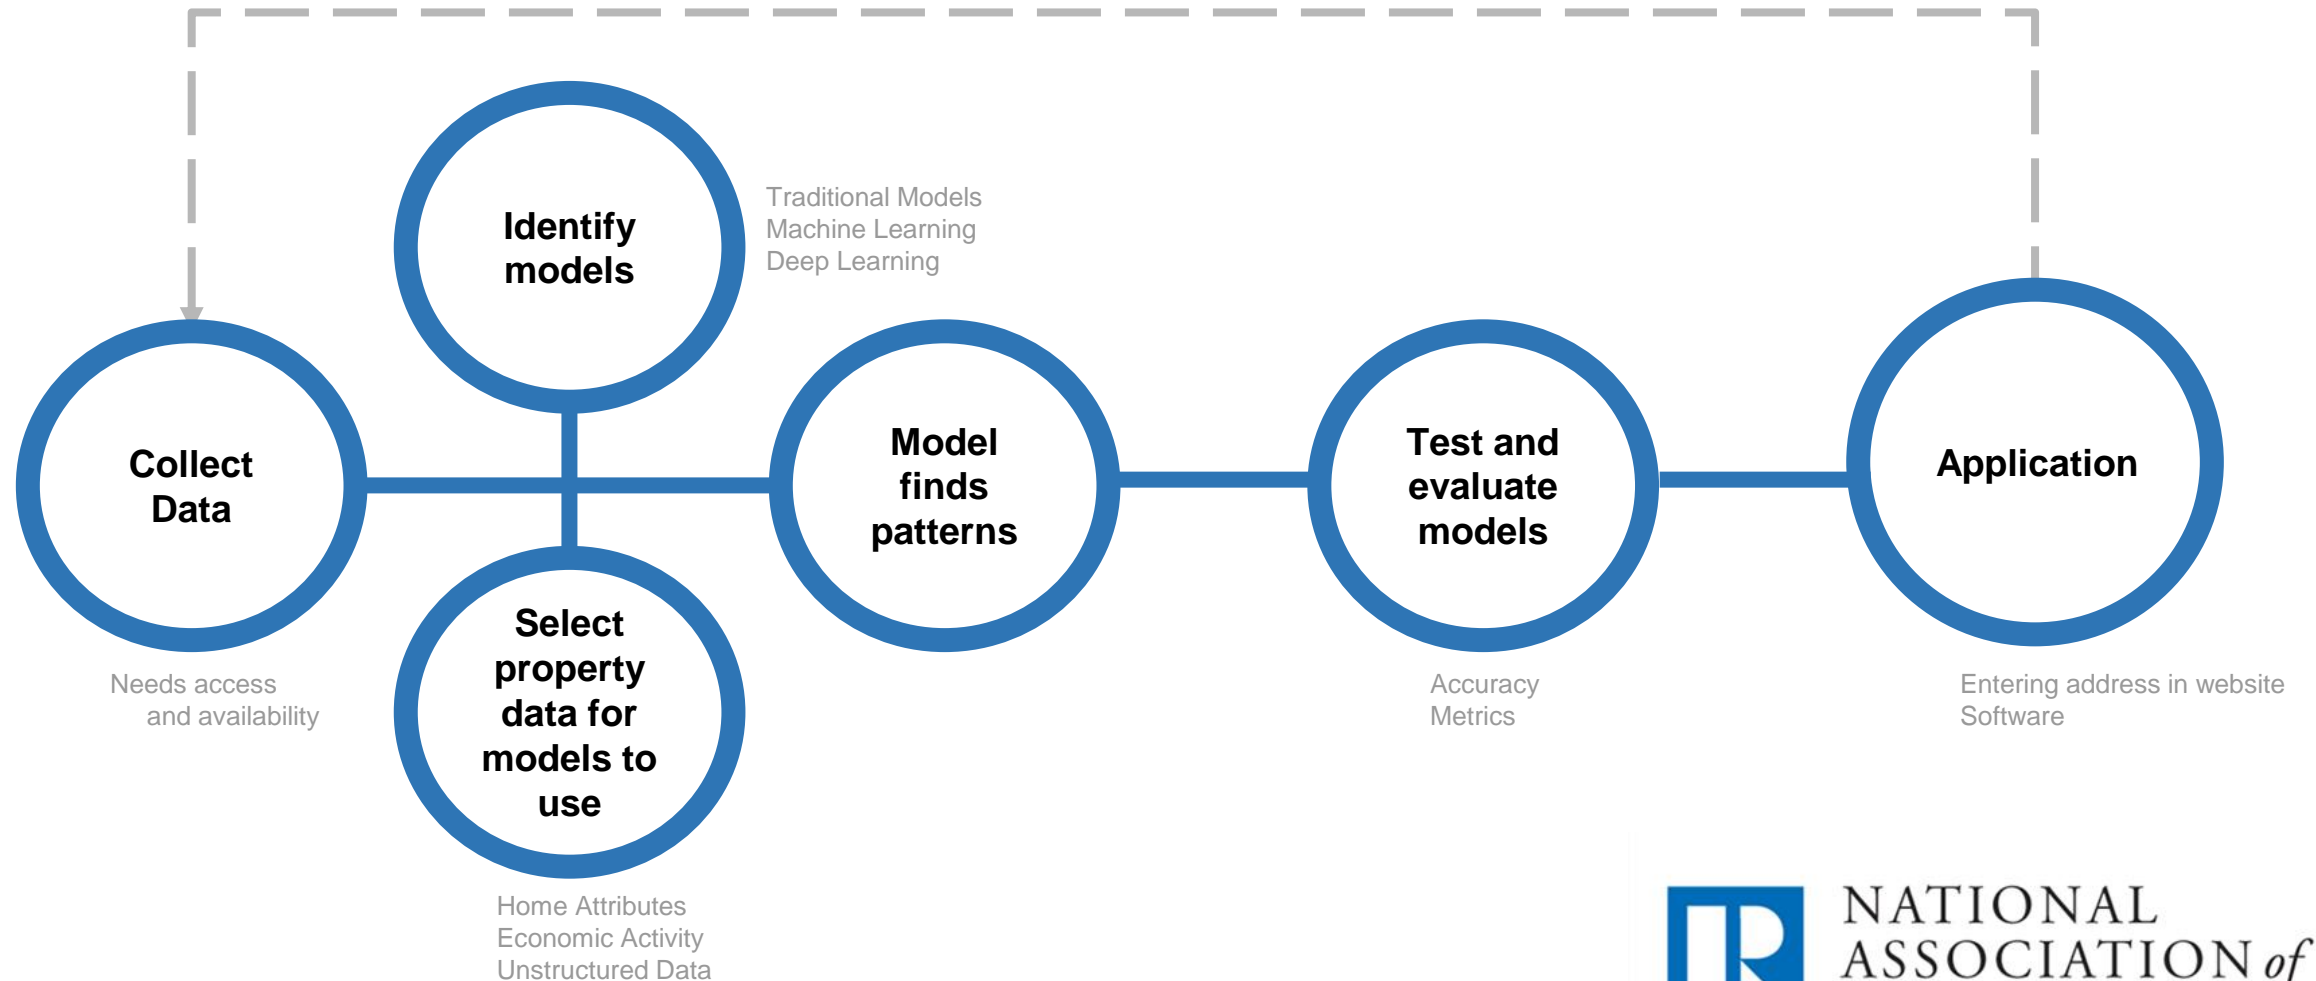 Identify
models
Traditional Models
Machine Learning
Deep Learning
Collect
Data
Needs access
and availability
Select
property
data for
models to
use
Home Attributes
Economic Activity
Unstructured Data
Model
finds
patterns
Test and
evaluate
models
Accuracy
Metrics
Application
Entering address in website
Software
NATIONAL
ASSOCIATION of